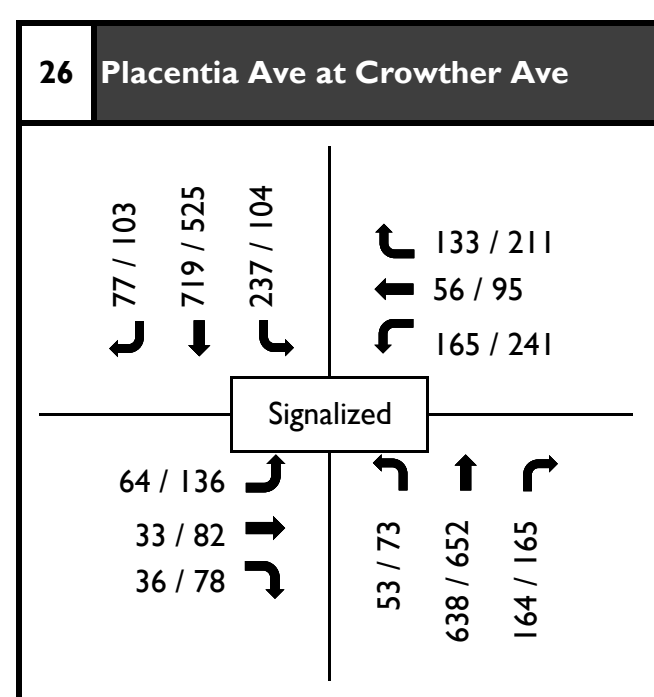 26 Placentia Ave at Crowther Ave
77 / 103
719 / 525
237 / 104
133 / 211
56 / 95
165 / 241
Signalized
64 / 136
33 / 82
36 / 78
53 / 73
638 / 652
164 / 165